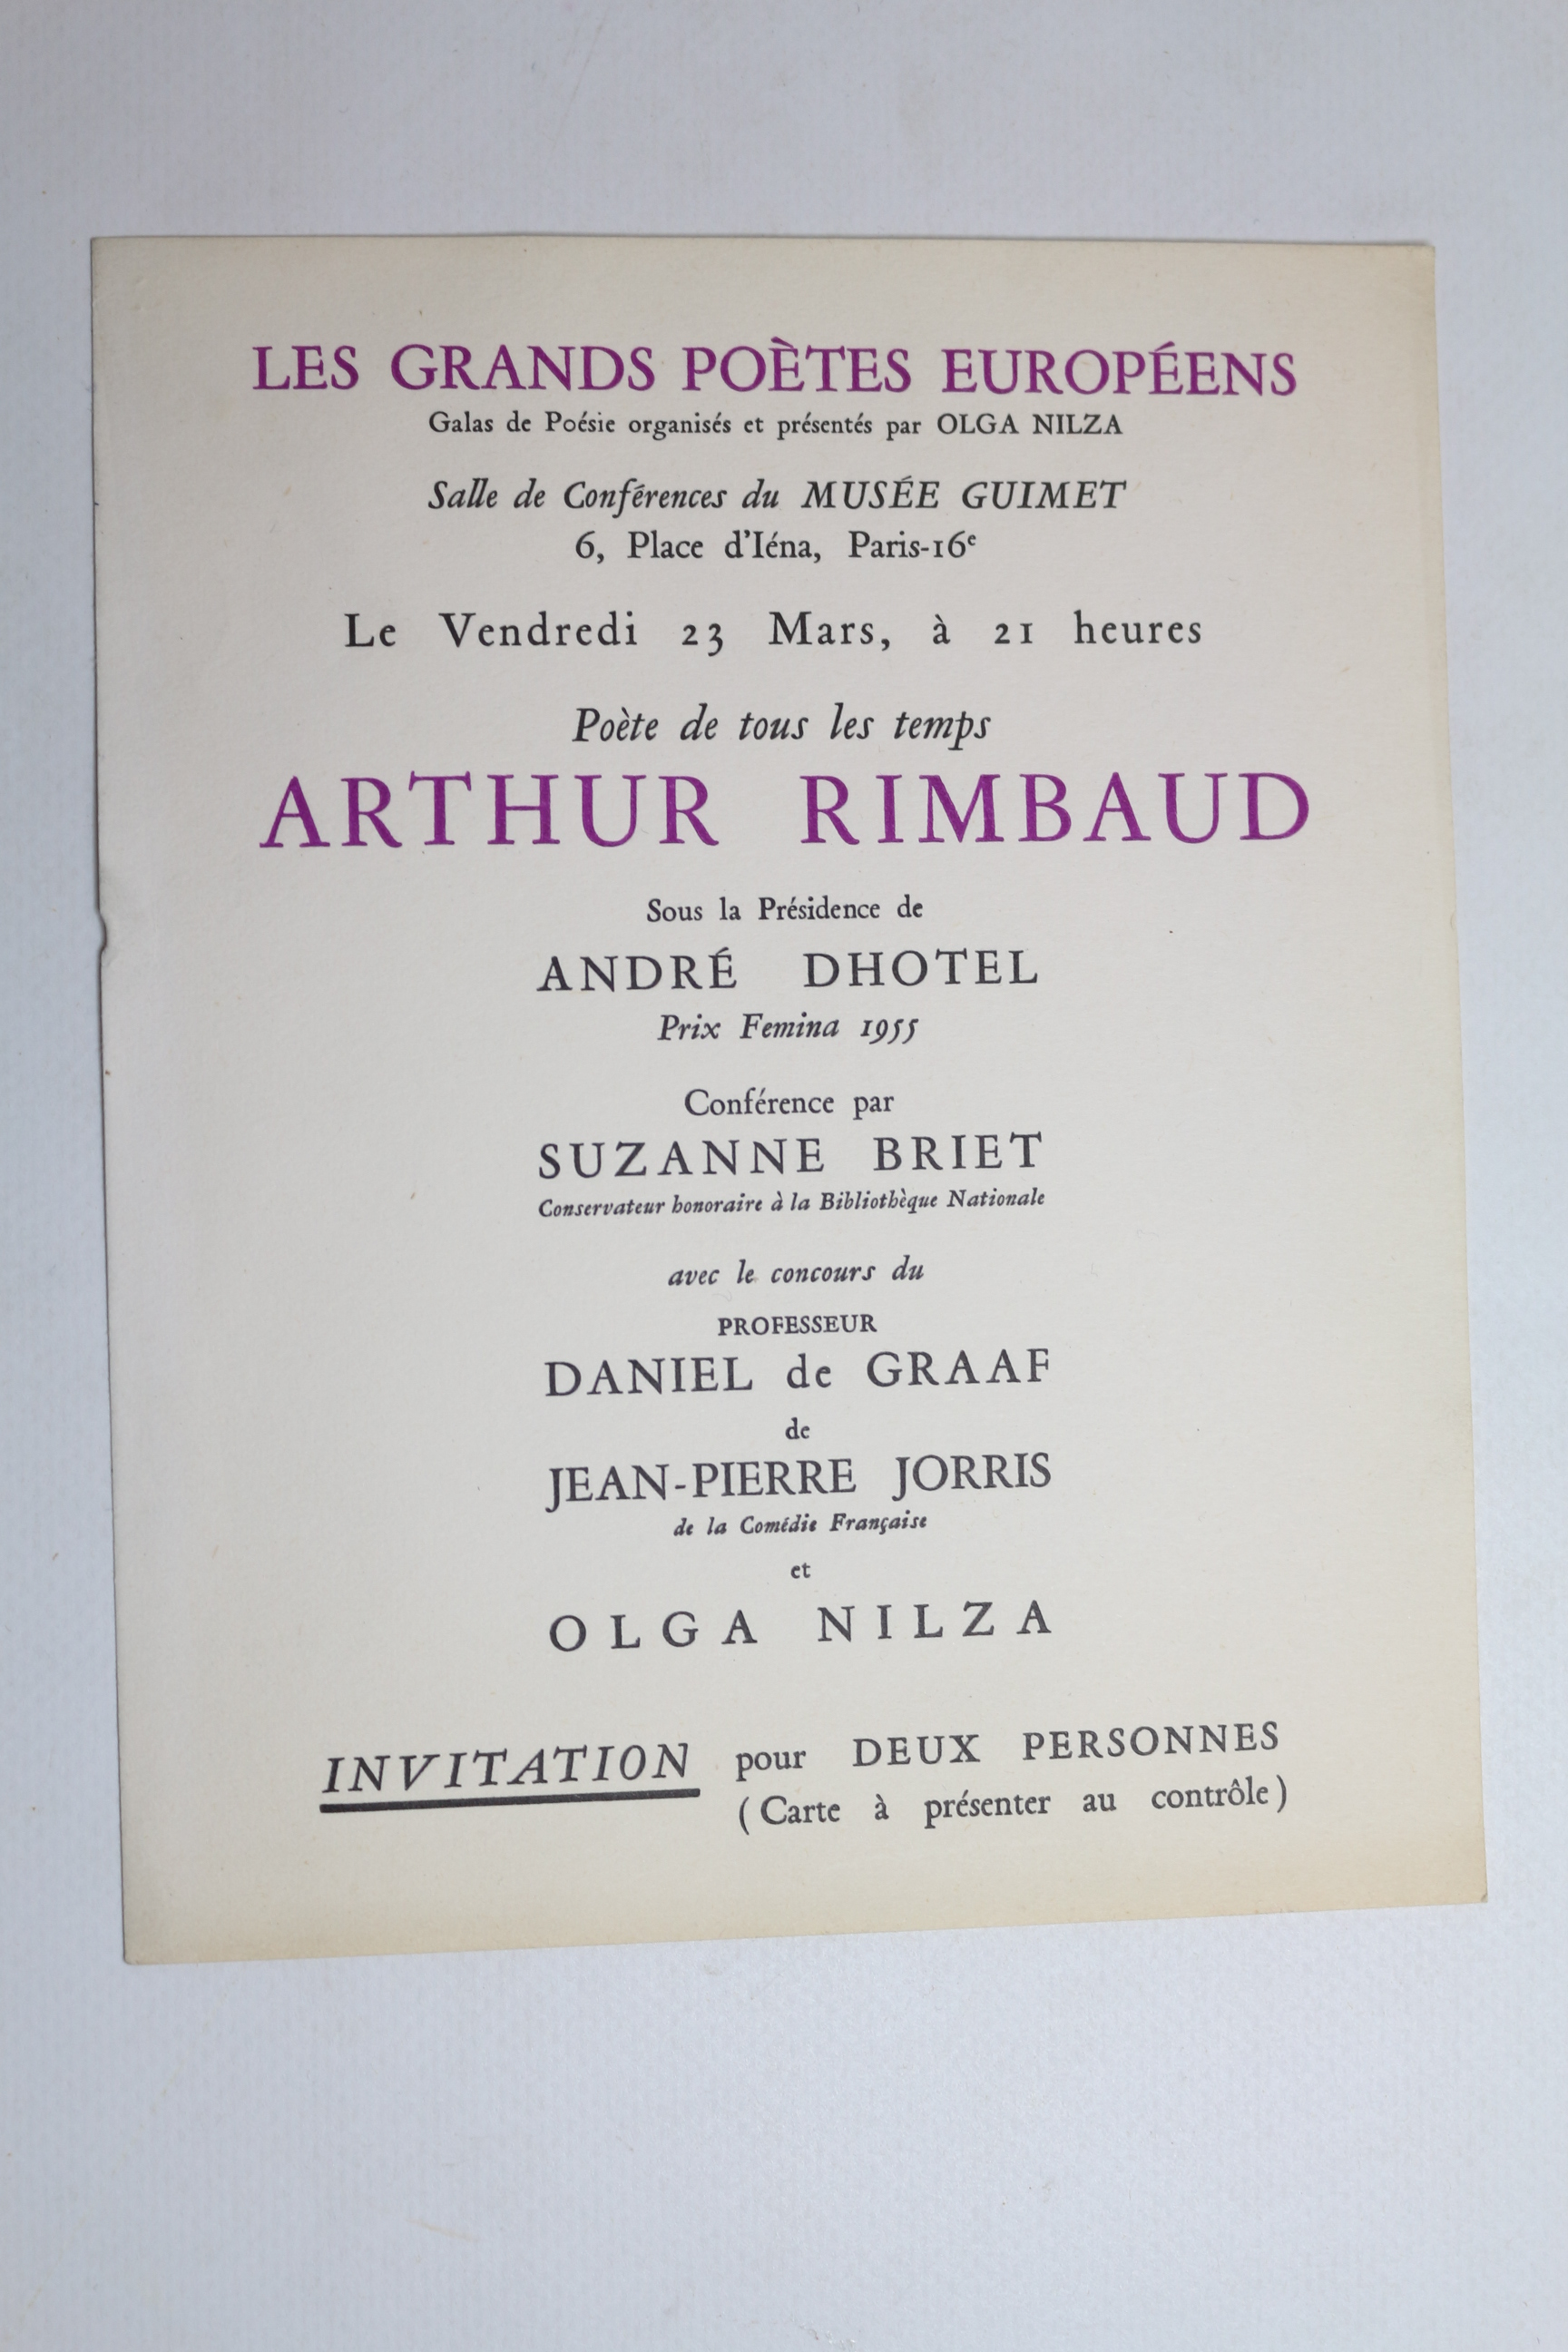 LES GRANDS POÈTES EUROPÉENS
Galas de Poésie organisés et présentés par OLGA NILZA
Salle de Conférences du MUSÉE GUIMET
6, Place d'Iéna, Paris-16e
Le Vendredi 23 Mars, à 21 heures
Poète de tous les temps
ARTHUR RIMBAUD
Sous la Présidence de
ANDRÉ DHOTEL
Prix Femina 1955
Conférence par
SUZANNE BRIET
Conservateur honoraire à la Bibliothèque Nationale
avec le concours du
PROFESSEUR
DANIEL de GRAAF
de
JEAN-PIERRE JORRIS
de la Comédie Française
et
OLGA NILZA
INVITATION pour DEUX PERSONNES
(Carte à présenter au contrôle)